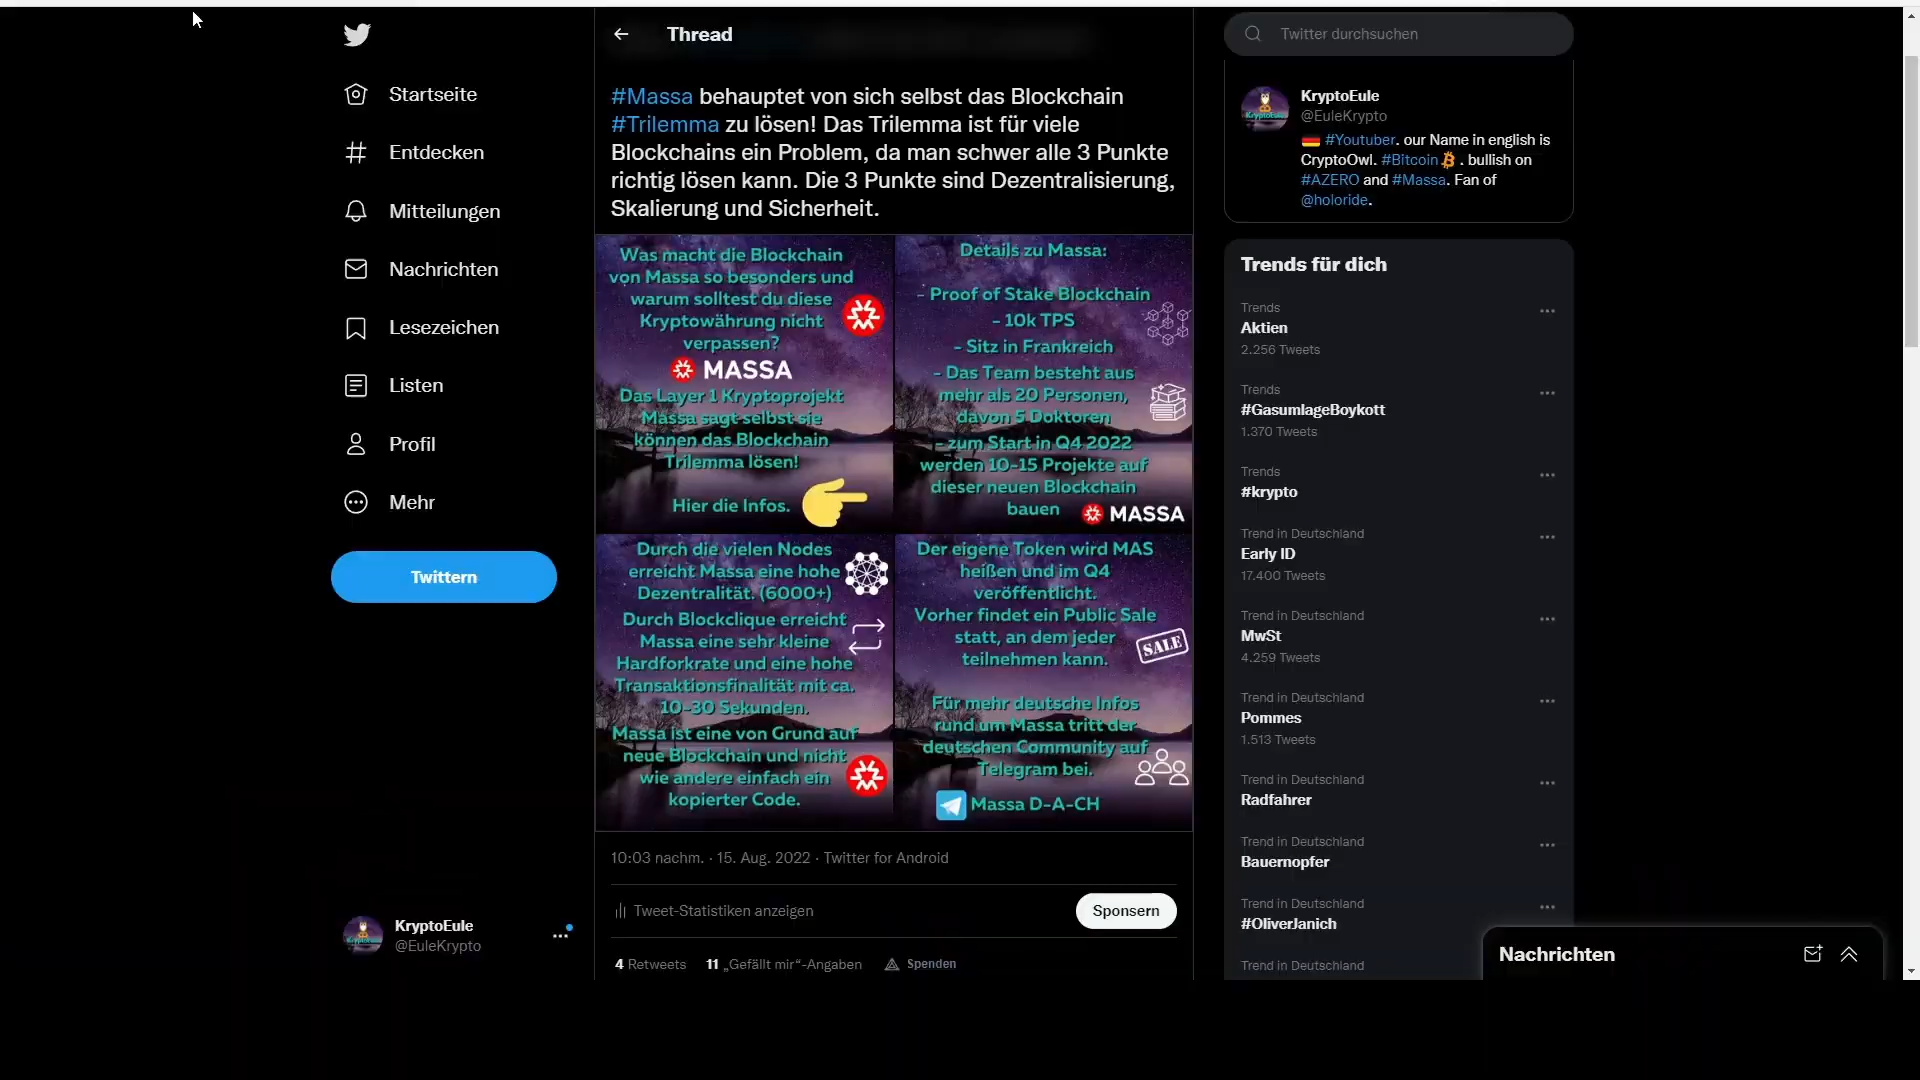 Startseite
Entdecken
Mitteilungen
Nachrichten
Lesezeichen
Listen
Profil
Mehr
Twittern
KryptoEule
@EuleKrypto
Thread
#Massa behauptet von sich selbst das Blockchain
#Trilemma zu lösen! Das Trilemma ist für viele
Blockchains ein Problem, da man schwer alle 3 Punkte
richtig lösen kann. Die 3 Punkte sind Dezentralisierung,
Skalierung und Sicherheit.
Was macht die Blockchain
von Massa so besonders und
warum solltest du diese
Kryptowährung nicht
verpassen?
MASSA
Das Layer 1 Kryptoprojekt
Massa sagt selbst sie
können das Blockchain
Trilemma lösen!
Hier die Infos.
Details zu Massa:
- Proof of Stake Blockchain
- 10k TPS
- Sitz in Frankreich
- Das Team besteht aus
mehr als 20 Personen,
davon 5 Doktoren
- zum Start in Q4 2022
werden 10-15 Projekte auf
dieser neuen Blockchain
bauen
MASSA
Durch die vielen Nodes
erreicht Massa eine hohe
Dezentralität. (6000+)
Durch Blockclique erreicht
Massa eine sehr kleine
Hardforkrate und eine hohe
Transaktionsfinalität mit ca.
10-30 Sekunden.
Massa ist eine von Grund auf
neue Blockchain und nicht
wie andere einfach ein
kopierter Code.
Der eigene Token wird MAS
heißen und im Q4
veröffentlicht.
Vorher findet ein Public Sale
statt, an dem jeder
teilnehmen kann.
SALE
Für mehr deutsche Infos
rund um Massa tritt der
deutschen Community auf
Telegram bei.
Massa D-A-CH
10:03 nachm. · 15. Aug. 2022 · Twitter for Android
Tweet-Statistiken anzeigen
Sponsern
4 Retweets 11 „Gefällt mir“-Angaben Spenden
Twitter durchsuchen
KryptoEule
@EuleKrypto
#Youtuber. our Name in english is
CryptoOwl. #Bitcoin . bullish on
#AZERO and #Massa. Fan of
@holoride.
Trends für dich
Trends
Aktien
2.256 Tweets
Trends
#GasumlageBoykott
1.370 Tweets
Trends
#krypto
Trend in Deutschland
Early ID
17.400 Tweets
Trend in Deutschland
MwSt
4.259 Tweets
Trend in Deutschland
Pommes
1.513 Tweets
Trend in Deutschland
Radfahrer
Trend in Deutschland
Bauernopfer
Trend in Deutschland
#OliverJanich
Trend in Deutschland
Nachrichten